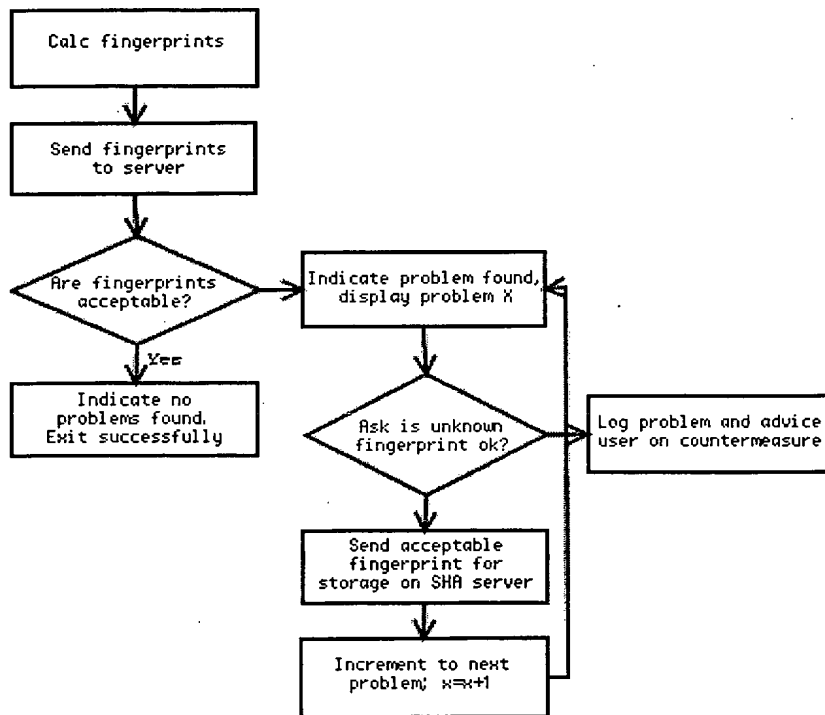 Calc fingerprints
Send fingerprints
to server
Are fingerprints
acceptable?
Yes
Indicate no
problems found.
Exit successfully
Indicate problem found,
display problem X
Ask is unknown
fingerprint ok?
Log problem and advice
user on countermeasure
Send acceptable
fingerprint for
storage on SHA server
Increment to next
problem; x=x+1